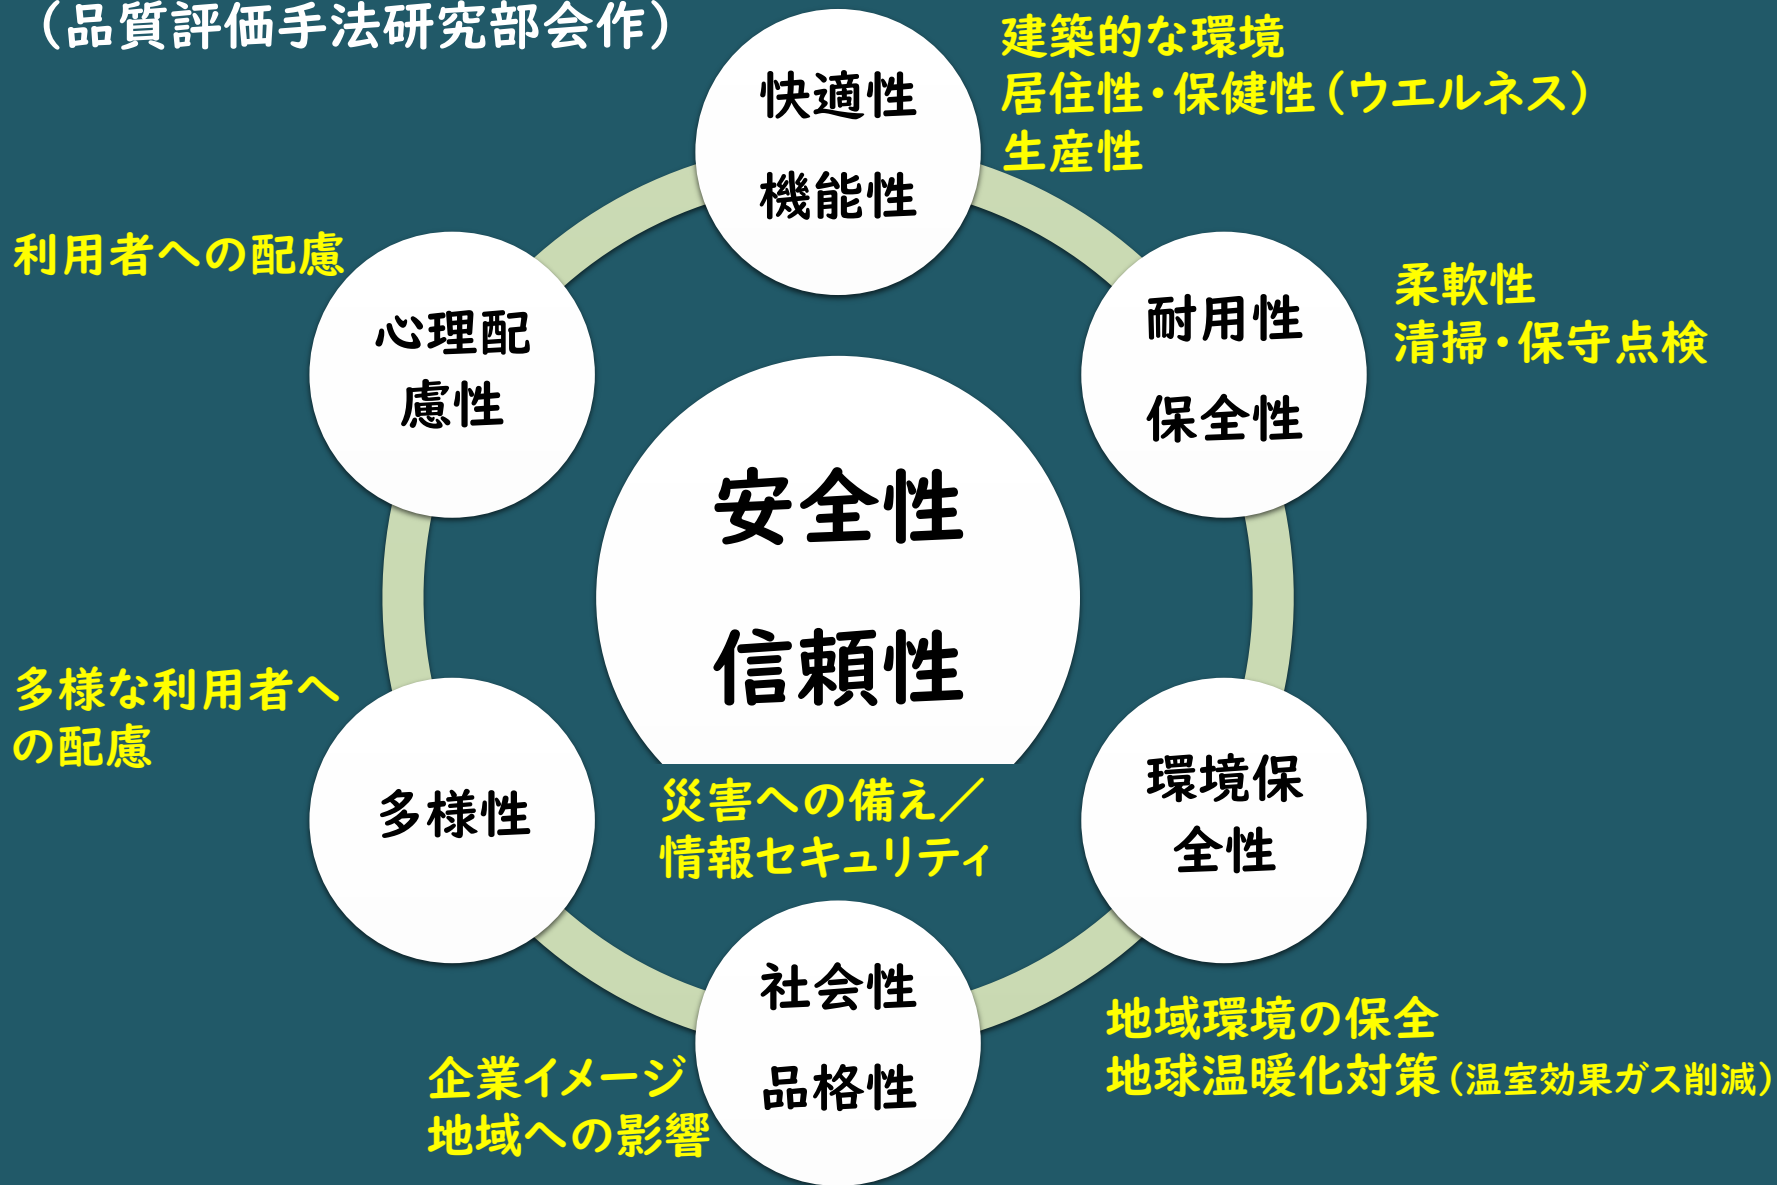 （品質評価手法研究部会作）
快適性
機能性
建築的な環境
居住性・保健性（ウエルネス）
生産性
利用者への配慮
心理配
慮性
耐用性
保全性
柔軟性
清掃・保守点検
安全性
信頼性
災害への備え／
情報セキュリティ
多様な利用者へ
の配慮
多様性
環境保
全性
地域環境の保全
地球温暖化対策（温室効果ガス削減）
社会性
品格性
企業イメージ
地域への影響